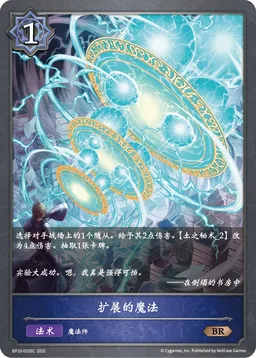 1
选择对手战场上的1个随从。给予其2点伤害。【土之秘术_2】改
为4点伤害。抽取1张卡牌。
实验大成功。嗯，我真是强得可怕。
——在倒塌的书房中
扩展的魔法
法术 魔法师 BR
BP10-053SC 2025 © Cygames, Inc. Published by NetEase Games